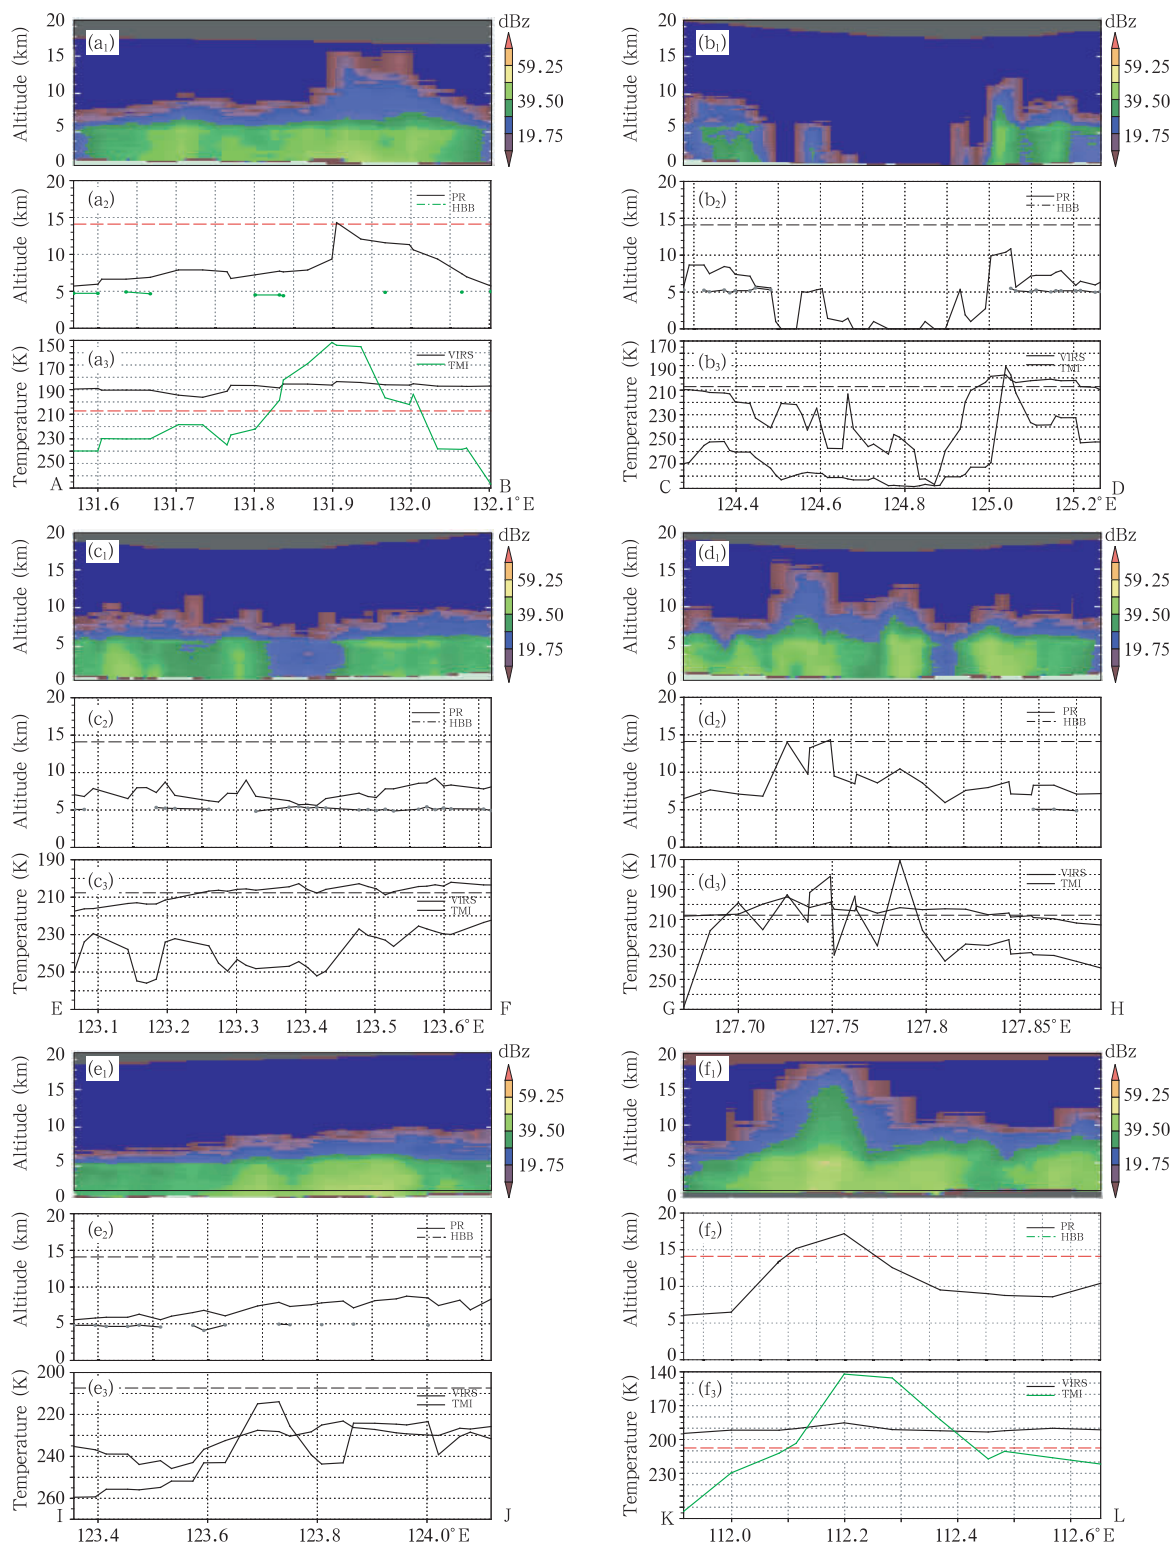 dBz
dBz
Altitude (km)
20
15
10
5
0
(a₁)
59.25
39.50
19.75
Altitude (km)
20
15
10
5
0
(b₁)
59.25
39.50
19.75
Altitude (km)
20
15
10
5
0
(a₂)
PR
HBB
Altitude (km)
20
15
10
5
0
(b₂)
PR
HBB
Temperature (K)
150
170
190
210
230
250
(a₃)
VIRS
TMI
A
B
131.6
131.7
131.8
131.9
132.0
132.1°E
Temperature (K)
170
190
210
230
250
270
(b₃)
VIRS
TMI
C
D
124.4
124.6
124.8
125.0
125.2°E
dBz
dBz
Altitude (km)
20
15
10
5
0
(c₁)
59.25
39.50
19.75
Altitude (km)
20
15
10
5
0
(d₁)
59.25
39.50
19.75
Altitude (km)
20
15
10
5
0
(c₂)
PR
HBB
Altitude (km)
20
15
10
5
0
(d₂)
PR
HBB
Temperature (K)
190
210
230
250
(c₃)
VIRS
TMI
E
F
123.1
123.2
123.3
123.4
123.5
123.6°E
Temperature (K)
170
190
210
230
250
(d₃)
VIRS
TMI
G
H
127.70
127.75
127.8
127.85°E
dBz
dBz
Altitude (km)
20
15
10
5
0
(e₁)
59.25
39.50
19.75
Altitude (km)
20
15
10
5
0
(f₁)
59.25
39.50
19.75
Altitude (km)
20
15
10
5
0
(e₂)
PR
HBB
Altitude (km)
20
15
10
5
0
(f₂)
PR
HBB
Temperature (K)
200
220
240
260
(e₃)
VIRS
TMI
I
J
123.4
123.6
123.8
124.0°E
Temperature (K)
140
170
200
230
(f₃)
VIRS
TMI
K
L
112.0
112.2
112.4
112.6°E